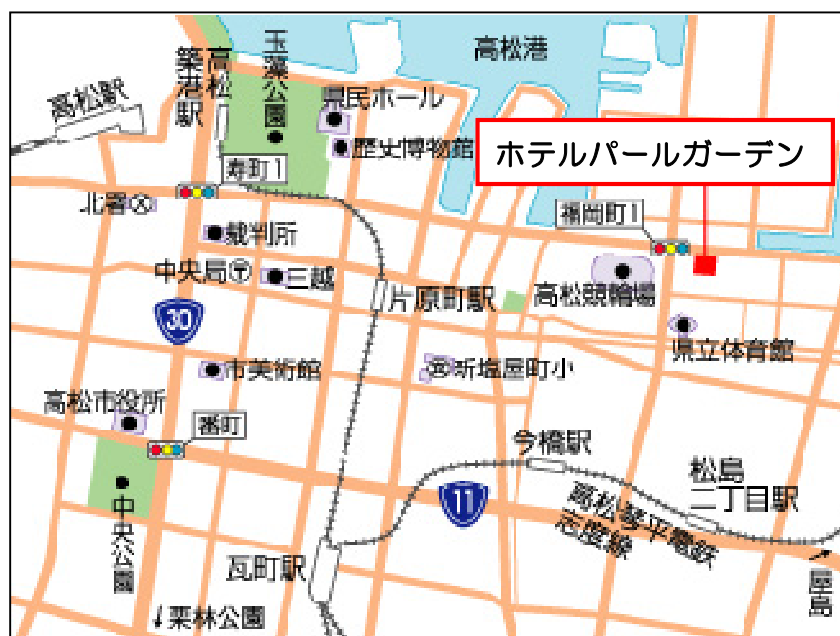 高松港
玉藻公園
高松
築港駅
高松駅
県民ホール
歴史博物館
ホテルパールガーデン
寿町1
北署
福岡町1
裁判所
中央局
三越
片原町駅
高松競輪場
30
県立体育館
市美術館
新塩屋町小
高松市役所
番町
今橋駅
松島
二丁目駅
11
高松琴平電鉄
志度線
中央公園
瓦町駅
屋島
栗林公園